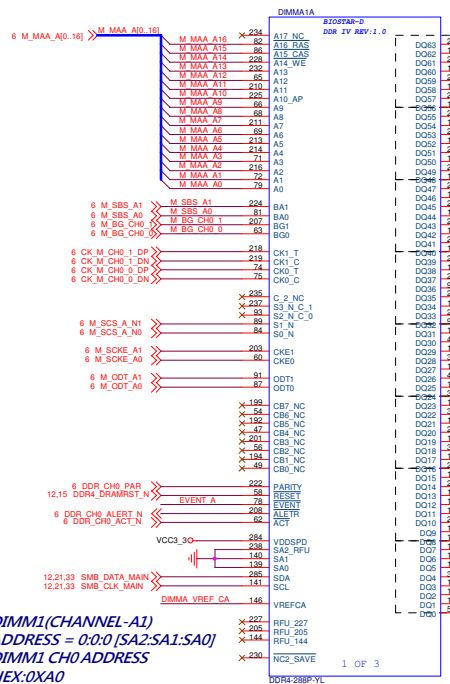 DIMMA1A
BIOSTAR-D
DDR IV REV:1.0
6 M_MAA_A[0..16]
M_MAA_A[0..16]
234 A17_NC
M_MAA_A16 82 A16_RAS
M_MAA_A15 86 A15_CAS
M_MAA_A14 228 A14_WE
M_MAA_A13 232 A13
M_MAA_A12 65 A12
M_MAA_A11 210 A11
M_MAA_A10 225 A10_AP
M_MAA_A9 66 A9
M_MAA_A8 68 A8
M_MAA_A7 211 A7
M_MAA_A6 69 A6
M_MAA_A5 213 A5
M_MAA_A4 214 A4
M_MAA_A3 71 A3
M_MAA_A2 216 A2
M_MAA_A1 72 A1
M_MAA_A0 79 A0
6 M_SBS_A1 M_SBS_A1 224 BA1
6 M_SBS_A0 M_SBS_A0 81 BA0
6 M_BG_CH0_1 M_BG_CH0_1 207 BG1
6 M_BG_CH0_0 M_BG_CH0_0 63 BG0
6 CK_M_CH0_1_DP 218 CK1_T
6 CK_M_CH0_1_DN 219 CK1_C
6 CK_M_CH0_0_DP 74 CK0_T
6 CK_M_CH0_0_DN 75 CK0_C
235 C_2_NC
237 S3_N_C_1
93 S2_N_C_0
6 M_SCS_A_N1 89 S1_N
6 M_SCS_A_N0 84 S0_N
6 M_SCKE_A1 203 CKE1
6 M_SCKE_A0 60 CKE0
6 M_ODT_A1 91 ODT1
6 M_ODT_A0 87 ODT0
199 CB7_NC
54 CB6_NC
192 CB5_NC
47 CB4_NC
201 CB3_NC
56 CB2_NC
194 CB1_NC
49 CB0_NC
6 DDR_CH0_PAR 222 PARITY
12,15 DDR4_DRAMRST_N 58 RESET
EVENT_A 78 EVENT
6 DDR_CH0_ALERT_N 208 ALETR
6 DDR_CH0_ACT_N 62 ACT
VCC3_3 284 VDDSPD
238 SA2_RFU
140 SA1
139 SA0
12,21,33 SMB_DATA_MAIN 285 SDA
12,21,33 SMB_CLK_MAIN 141 SCL
DIMMA_VREF_CA 146 VREFCA
227 RFU_227
205 RFU_205
144 RFU_144
230 NC2_SAVE
DQ63
DQ62
DQ61
DQ60
DQ59
DQ58
DQ57
DQ56
DQ55
DQ54
DQ53
DQ52
DQ51
DQ50
DQ49
DQ48
DQ47
DQ46
DQ45
DQ44
DQ43
DQ42
DQ41
DQ40
DQ39
DQ38
DQ37
DQ36
DQ35
DQ34
DQ33
DQ32
DQ31
DQ30
DQ29
DQ28
DQ27
DQ26
DQ25
DQ24
DQ23
DQ22
DQ21
DQ20
DQ19
DQ18
DQ17
DQ16
DQ15
DQ14
DQ13
DQ12
DQ11
DQ10
DQ9
DQ8
DQ7
DQ6
DQ5
DQ4
DQ3
DQ2
DQ1
DQ0
1 OF 3
DDR4-288P-YL
DIMM1(CHANNEL-A1)
ADDRESS = 0:0:0 [SA2:SA1:SA0]
DIMM1 CH0 ADDRESS
HEX:0XA0